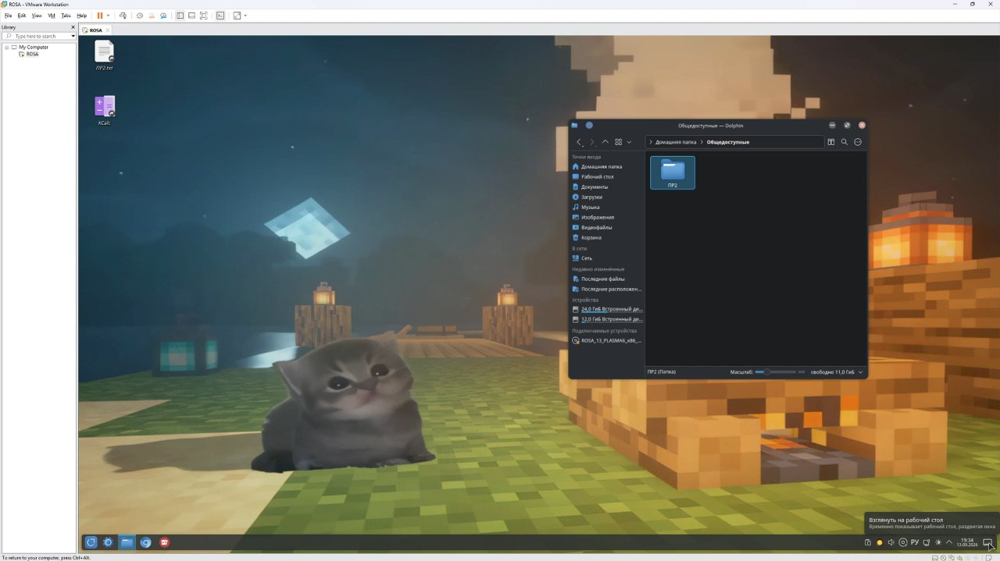 ROSA - VMware Workstation
File Edit View VM Tabs Help
Library
Type here to search
My Computer
ROSA
ROSA
ПР2.txt
KCalc
Общедоступные — Dolphin
Домашняя папка
Общедоступные
Точки входа
Домашняя папка
Рабочий стол
Документы
Загрузки
Музыка
Изображения
Видеофайлы
Корзина
В сети
Сеть
Недавно изменённые
Последние файлы
Последние расположен...
Устройства
24,0 ГиБ Встроенный ди...
12,0 ГиБ Встроенный ди...
Подключаемые устройства
ROSA_13_PLASMA6_x86_...
ПР2
ПР2 (Папка)
Масштаб:
свободно 11,0 ГиБ
Взглянуть на рабочий стол
Временно показывает рабочий стол, раздвигая окна
РУ
19:34
13.09.2026
To return to your computer, press Ctrl+Alt.